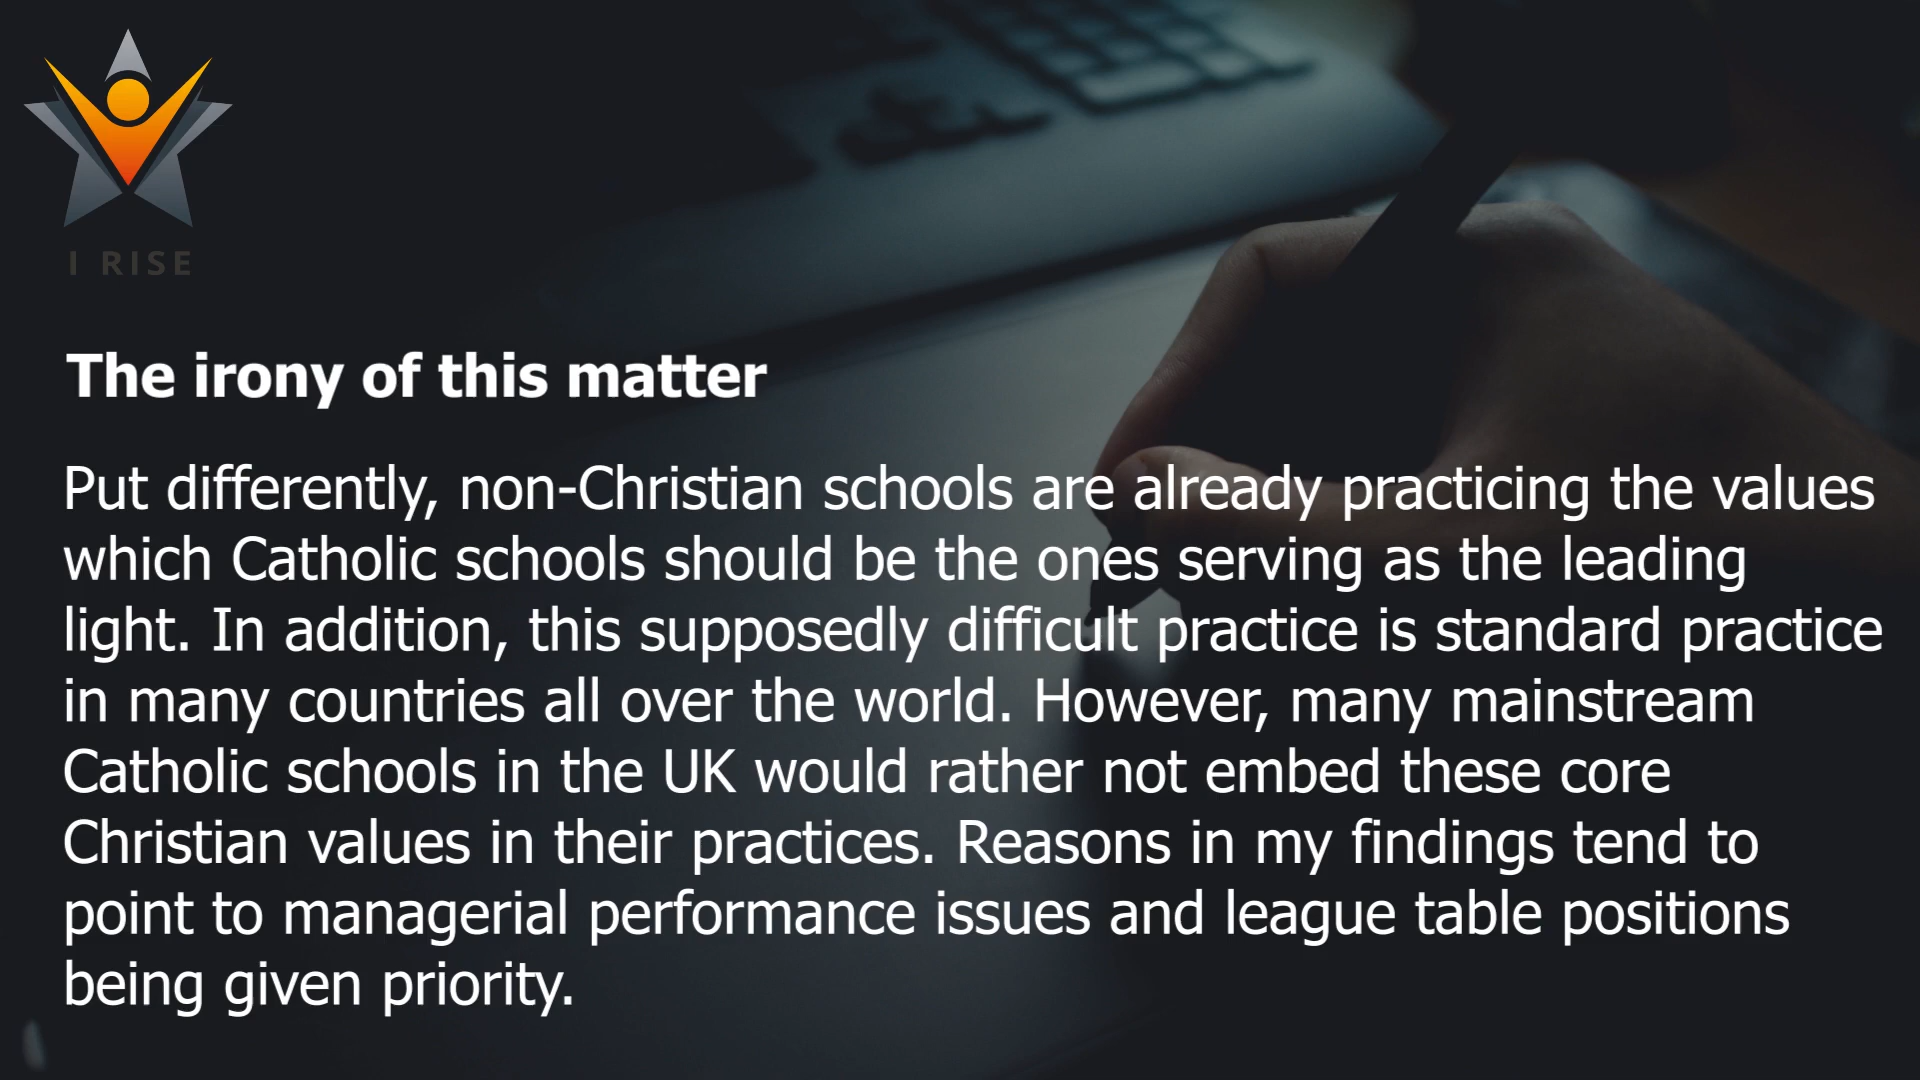 I RISE
The irony of this matter
Put differently, non-Christian schools are already practicing the values
which Catholic schools should be the ones serving as the leading
light. In addition, this supposedly difficult practice is standard practice
in many countries all over the world. However, many mainstream
Catholic schools in the UK would rather not embed these core
Christian values in their practices. Reasons in my findings tend to
point to managerial performance issues and league table positions
being given priority.